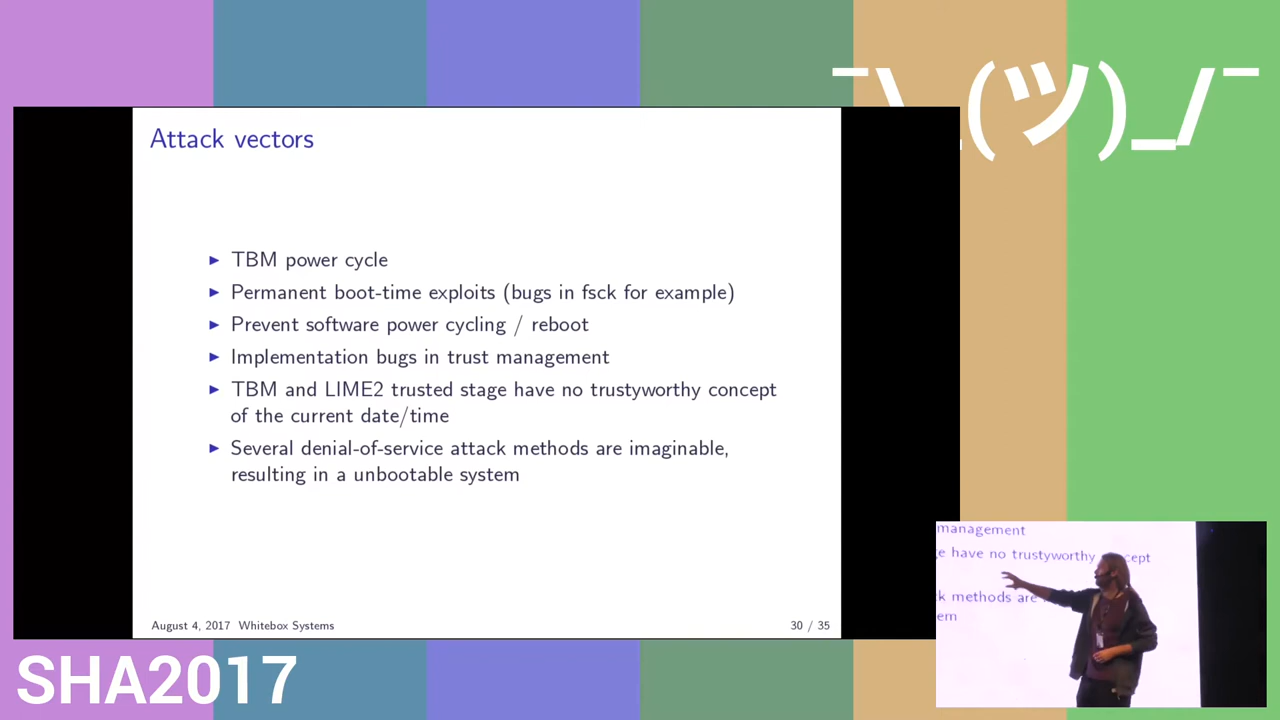 ¯\_(ツ)_/¯
Attack vectors
TBM power cycle
Permanent boot-time exploits (bugs in fsck for example)
Prevent software power cycling / reboot
Implementation bugs in trust management
TBM and LIME2 trusted stage have no trustyworthy concept
of the current date/time
Several denial-of-service attack methods are imaginable,
resulting in a unbootable system
August 4, 2017 Whitebox Systems
30 / 35
management
have no trustyworthy
methods are
SHA2017